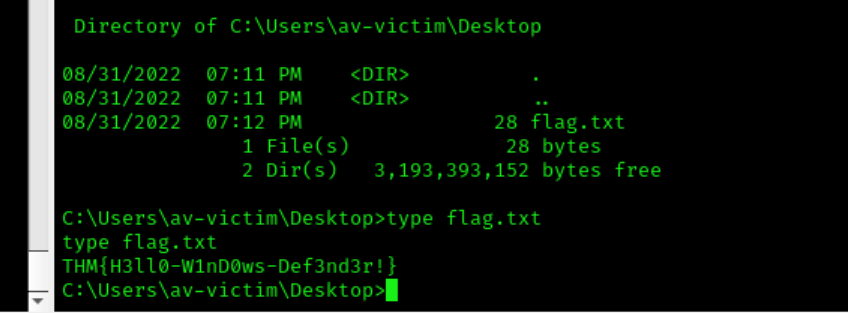 Directory of C:\Users\av-victim\Desktop
08/31/2022  07:11 PM    <DIR>          .
08/31/2022  07:11 PM    <DIR>          ..
08/31/2022  07:12 PM                28 flag.txt
1 File(s)             28 bytes
2 Dir(s)   3,193,393,152 bytes free
C:\Users\av-victim\Desktop>type flag.txt
type flag.txt
THM{H3ll0-W1nD0ws-Def3nd3r!}
C:\Users\av-victim\Desktop>